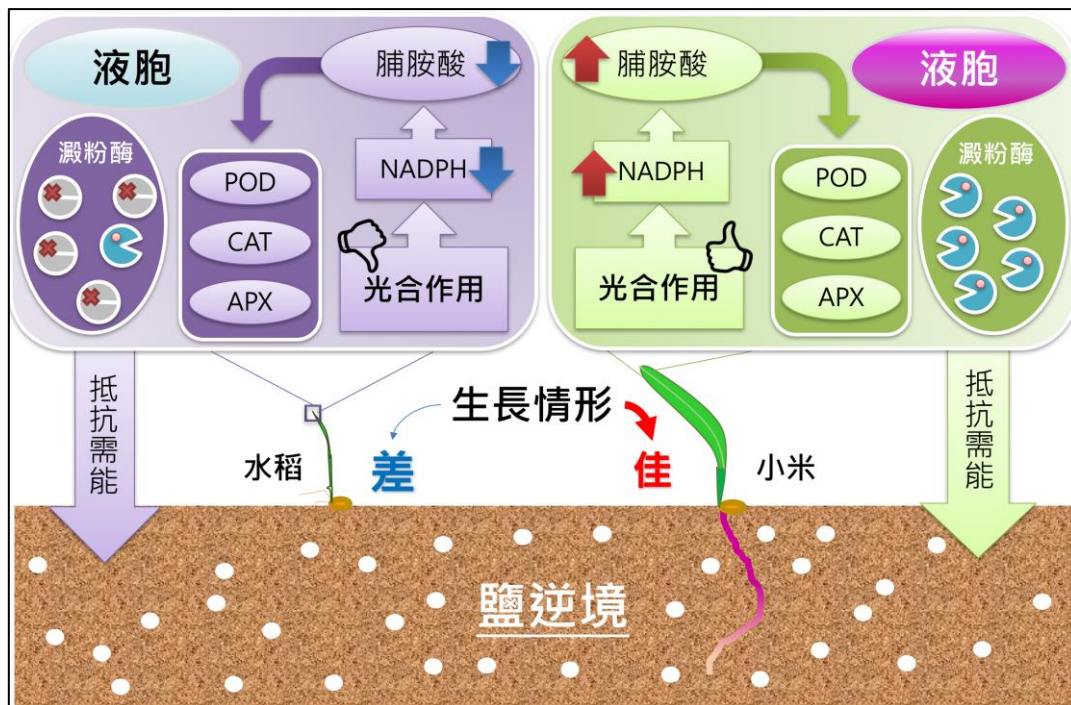 液胞
脯胺酸
澱粉酶
NADPH
POD
CAT
APX
光合作用
脯胺酸
液胞
NADPH
澱粉酶
POD
CAT
APX
光合作用
抵抗需能
生長情形
抵抗需能
水稻
差
佳
小米
鹽逆境